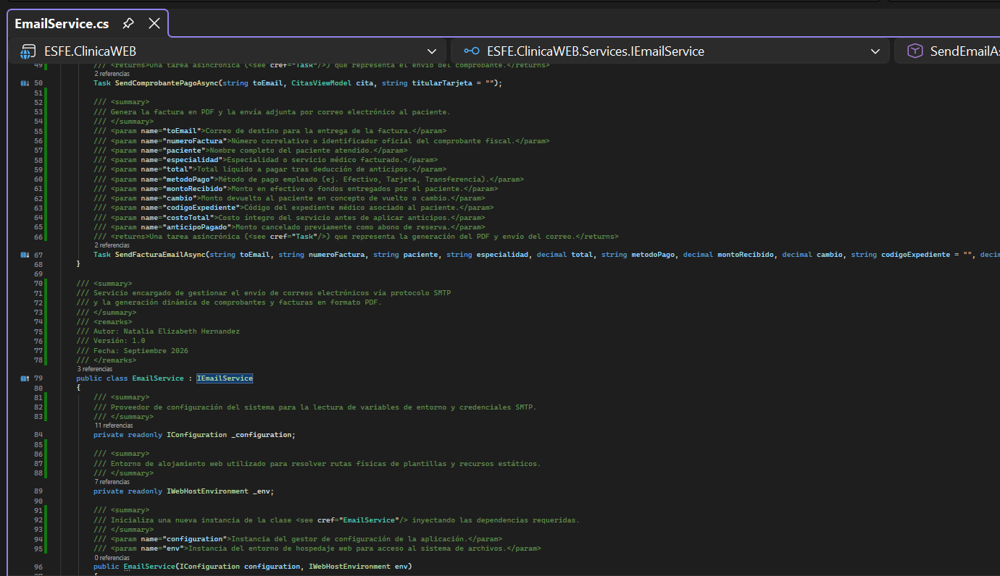 EmailService.cs
ESFE.ClinicaWEB
ESFE.ClinicaWEB.Services.IEmailService
SendEmailAs
49 /// <returns>Una tarea asincrónica (<see cref="Task"/>) que representa el envío del comprobante.</returns>
2 referencias
50 Task SendComprobantePagoAsync(string toEmail, CitasViewModel cita, string titularTarjeta = "");
51
52 /// <summary>
53 /// Genera la factura en PDF y la envía adjunta por correo electrónico al paciente.
54 /// </summary>
55 /// <param name="toEmail">Correo de destino para la entrega de la factura.</param>
56 /// <param name="numeroFactura">Número correlativo o identificador oficial del comprobante fiscal.</param>
57 /// <param name="paciente">Nombre completo del paciente atendido.</param>
58 /// <param name="especialidad">Especialidad o servicio médico facturado.</param>
59 /// <param name="total">Total líquido a pagar tras deducción de anticipos.</param>
60 /// <param name="metodoPago">Método de pago empleado (ej. Efectivo, Tarjeta, Transferencia).</param>
61 /// <param name="montoRecibido">Monto en efectivo o fondos entregados por el paciente.</param>
62 /// <param name="cambio">Monto devuelto al paciente en concepto de vuelto o cambio.</param>
63 /// <param name="codigoExpediente">Código del expediente médico asociado al paciente.</param>
64 /// <param name="costoTotal">Costo íntegro del servicio antes de aplicar anticipos.</param>
65 /// <param name="anticipoPagado">Monto cancelado previamente como abono de reserva.</param>
66 /// <returns>Una tarea asincrónica (<see cref="Task"/>) que representa la generación del PDF y envío del correo.</returns>
2 referencias
67 Task SendFacturaEmailAsync(string toEmail, string numeroFactura, string paciente, string especialidad, decimal total, string metodoPago, decimal montoRecibido, decimal cambio, string codigoExpediente = "", decim
68 }
69
70 /// <summary>
71 /// Servicio encargado de gestionar el envío de correos electrónicos vía protocolo SMTP
72 /// y la generación dinámica de comprobantes y facturas en formato PDF.
73 /// </summary>
74 /// <remarks>
75 /// Autor: Natalia Elizabeth Hernandez
76 /// Versión: 1.0
77 /// Fecha: Septiembre 2026
78 /// </remarks>
3 referencias
79 public class EmailService : IEmailService
80 {
81 /// <summary>
82 /// Proveedor de configuración del sistema para la lectura de variables de entorno y credenciales SMTP.
83 /// </summary>
11 referencias
84 private readonly IConfiguration _configuration;
85
86 /// <summary>
87 /// Entorno de alojamiento web utilizado para resolver rutas físicas de plantillas y recursos estáticos.
88 /// </summary>
7 referencias
89 private readonly IWebHostEnvironment _env;
90
91 /// <summary>
92 /// Inicializa una nueva instancia de la clase <see cref="EmailService"/> inyectando las dependencias requeridas.
93 /// </summary>
94 /// <param name="configuration">Instancia del gestor de configuración de la aplicación.</param>
95 /// <param name="env">Instancia del entorno de hospedaje web para acceso al sistema de archivos.</param>
0 referencias
96 public EmailService(IConfiguration configuration, IWebHostEnvironment env)